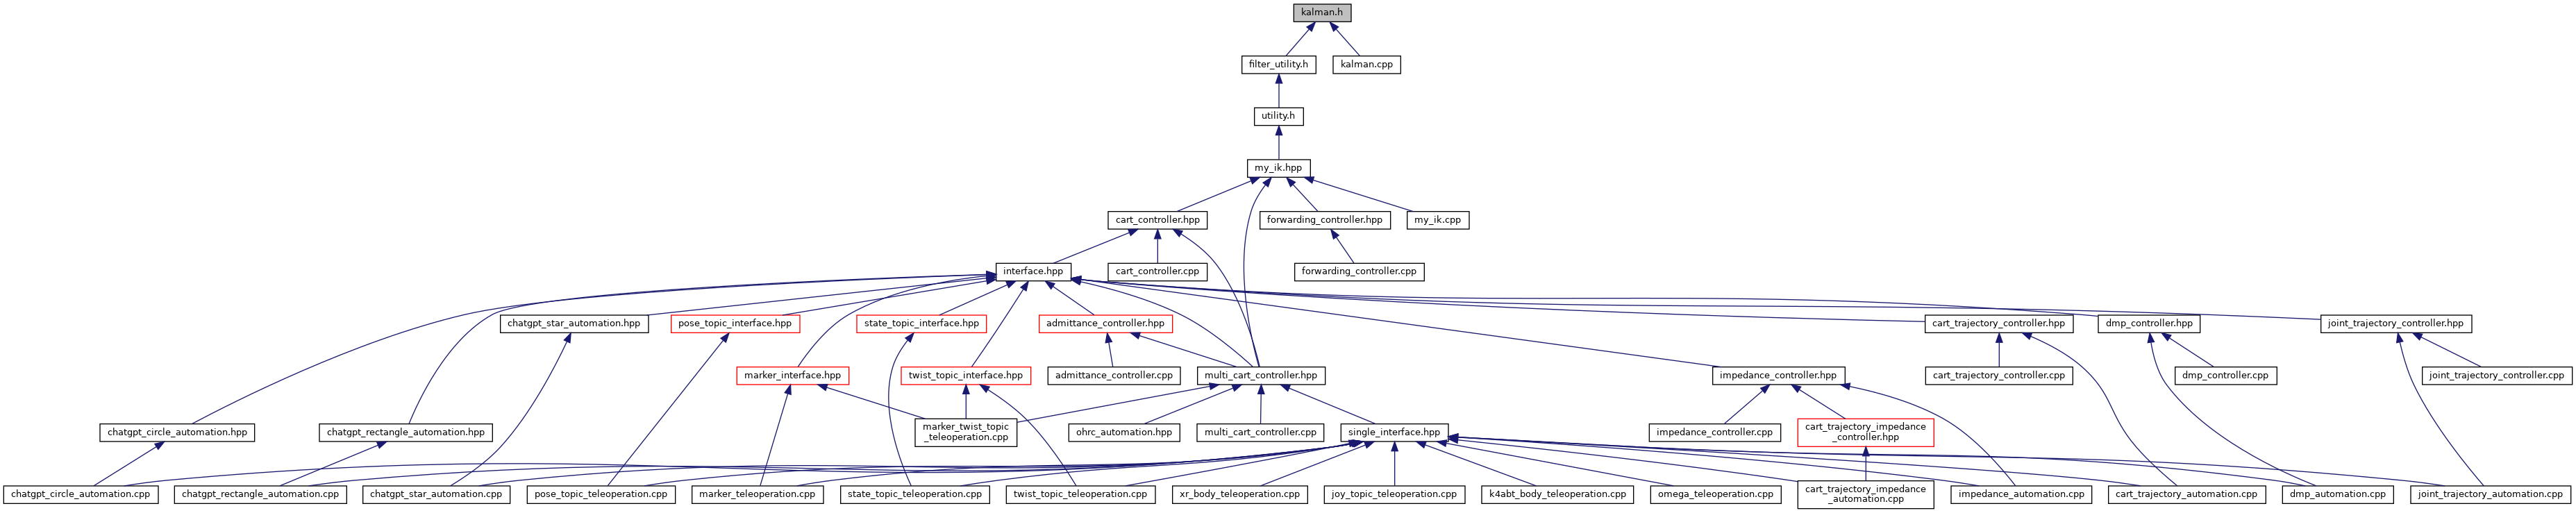 kalman.h
filter_utility.h
kalman.cpp
utility.h
my_ik.hpp
cart_controller.hpp
forwarding_controller.hpp
my_ik.cpp
interface.hpp
cart_controller.cpp
forwarding_controller.cpp
chatgpt_star_automation.hpp
pose_topic_interface.hpp
state_topic_interface.hpp
admittance_controller.hpp
cart_trajectory_controller.hpp
dmp_controller.hpp
joint_trajectory_controller.hpp
marker_interface.hpp
twist_topic_interface.hpp
admittance_controller.cpp
multi_cart_controller.hpp
impedance_controller.hpp
cart_trajectory_controller.cpp
dmp_controller.cpp
joint_trajectory_controller.cpp
chatgpt_circle_automation.hpp
chatgpt_rectangle_automation.hpp
marker_twist_topic
_teleoperation.cpp
ohrc_automation.hpp
multi_cart_controller.cpp
single_interface.hpp
impedance_controller.cpp
cart_trajectory_impedance
_controller.hpp
chatgpt_circle_automation.cpp
chatgpt_rectangle_automation.cpp
chatgpt_star_automation.cpp
pose_topic_teleoperation.cpp
marker_teleoperation.cpp
state_topic_teleoperation.cpp
twist_topic_teleoperation.cpp
xr_body_teleoperation.cpp
joy_topic_teleoperation.cpp
k4abt_body_teleoperation.cpp
omega_teleoperation.cpp
cart_trajectory_impedance
_automation.cpp
impedance_automation.cpp
cart_trajectory_automation.cpp
dmp_automation.cpp
joint_trajectory_automation.cpp